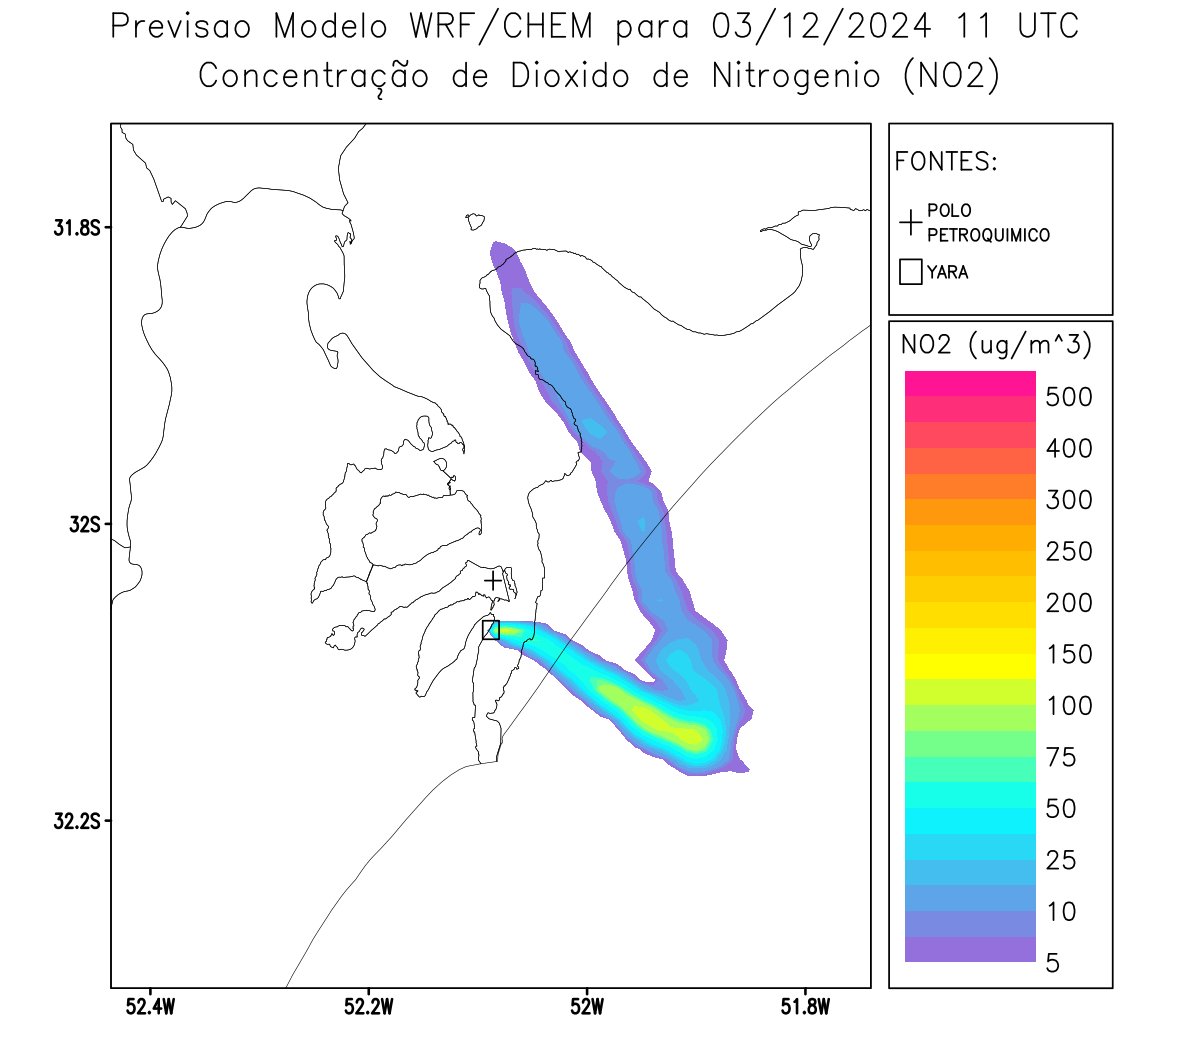 Previsao Modelo WRF/CHEM para 03/12/2024 11 UTC
Concentração de Dioxido de Nitrogenio (NO2)
FONTES:
POLO
PETROQUIMICO
YARA
NO2 (ug/m^3)
500
400
300
250
200
150
100
75
50
25
10
5
31.8S
32S
32.2S
52.4W
52.2W
52W
51.8W